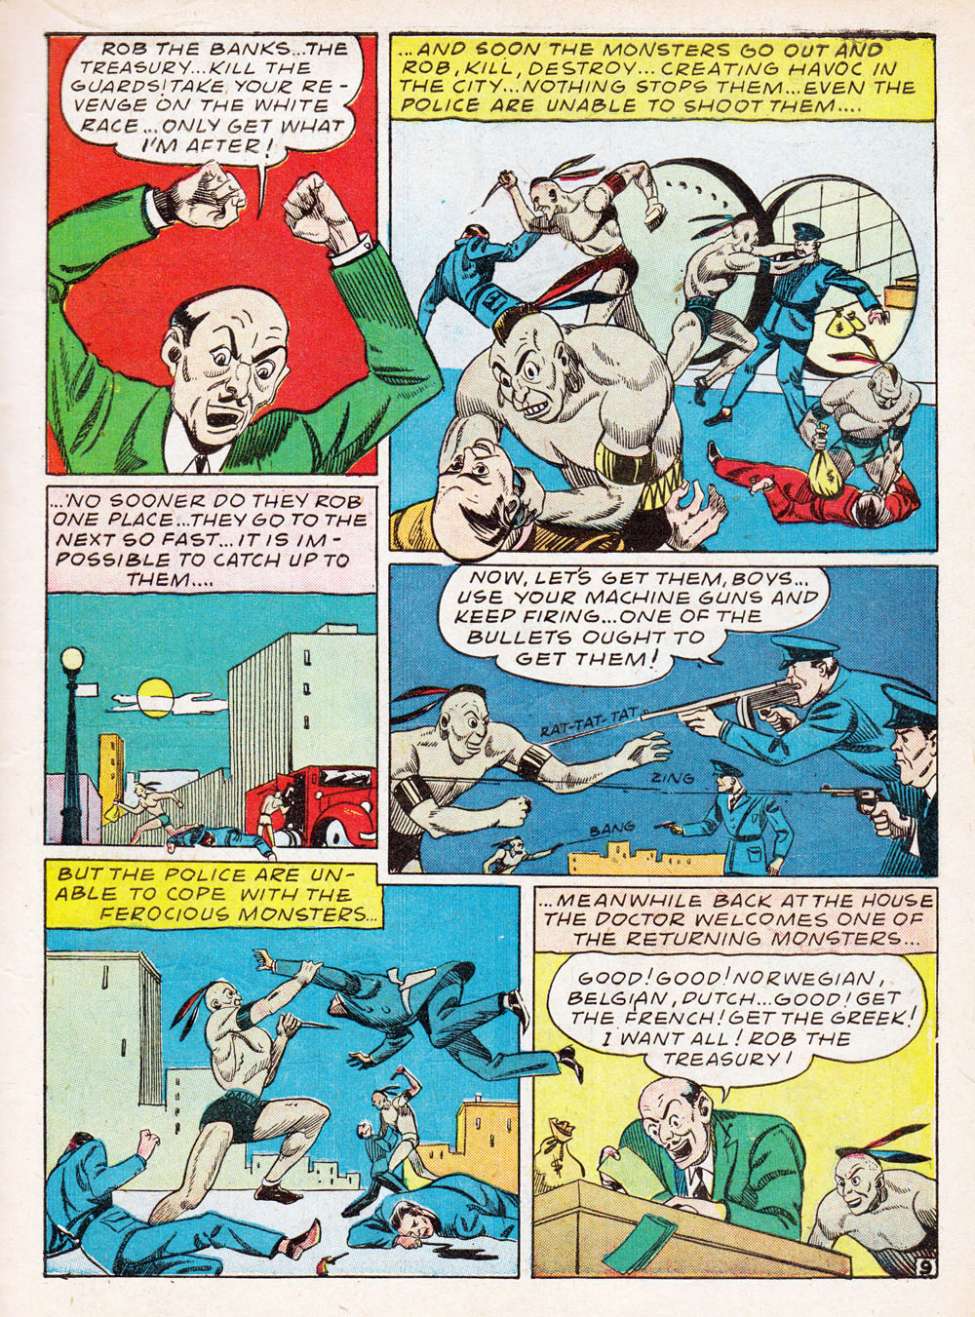 ROB THE BANKS...THE
TREASURY...KILL THE
GUARDS! TAKE YOUR RE-
VENGE ON THE WHITE
RACE...ONLY GET WHAT
I'M AFTER!
...AND SOON THE MONSTERS GO OUT AND
ROB, KILL, DESTROY... CREATING HAVOC IN
THE CITY...NOTHING STOPS THEM...EVEN THE
POLICE ARE UNABLE TO SHOOT THEM....
$
...NO SOONER DO THEY ROB
ONE PLACE...THEY GO TO THE
NEXT SO FAST...IT IS IM-
POSSIBLE TO CATCH UP TO
THEM....
NOW, LET'S GET THEM, BOYS...
USE YOUR MACHINE GUNS AND
KEEP FIRING...ONE OF THE
BULLETS OUGHT TO
GET THEM!
RAT-TAT-TAT
ZING
BANG
BUT THE POLICE ARE UN-
ABLE TO COPE WITH THE
FEROCIOUS MONSTERS...
...MEANWHILE BACK AT THE HOUSE
THE DOCTOR WELCOMES ONE OF
THE RETURNING MONSTERS...
GOOD! GOOD! NORWEGIAN,
BELGIAN, DUTCH...GOOD! GET
THE FRENCH! GET THE GREEK!
I WANT ALL! ROB THE
TREASURY!
$
9